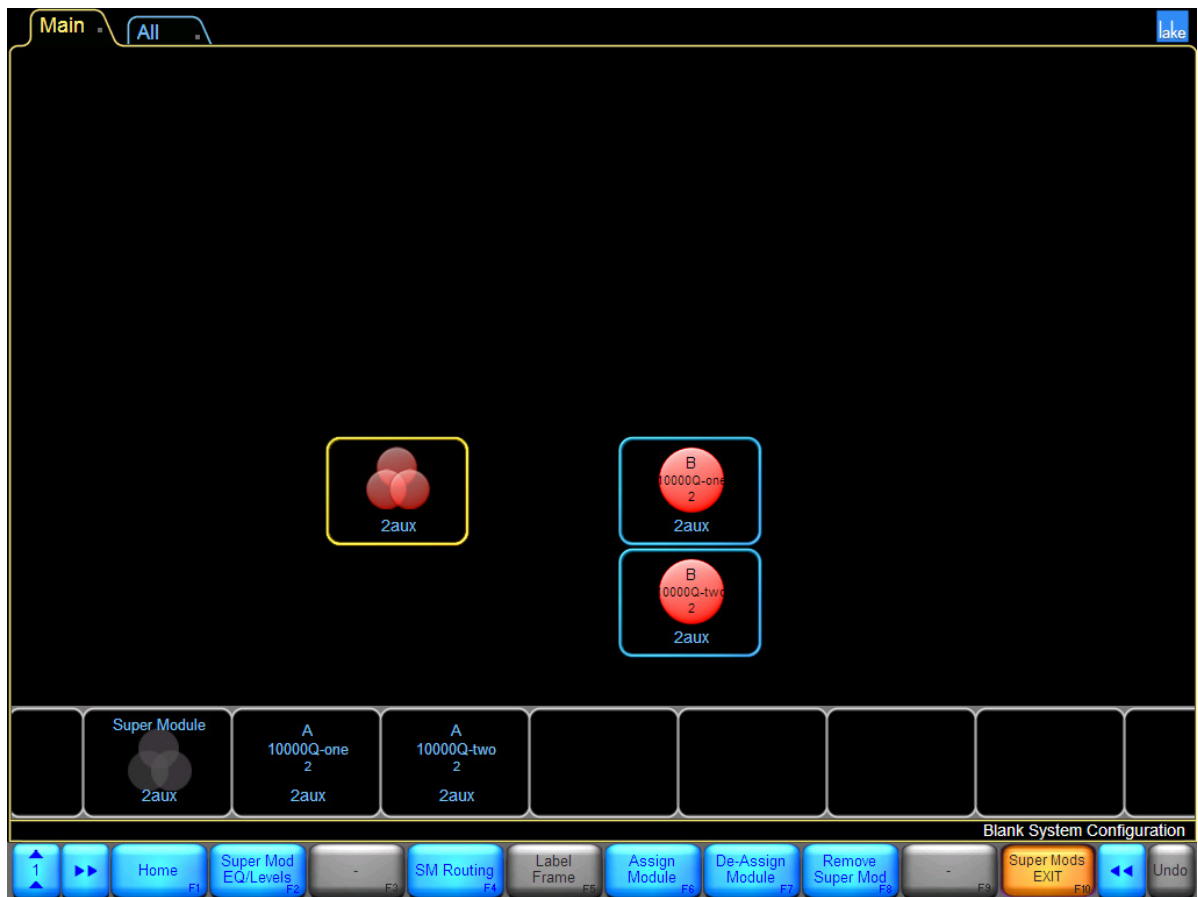 Main
All
lake
2aux
B
10000Q-one
2
2aux
B
10000Q-two
2
2aux
Super Module
2aux
A
10000Q-one
2
2aux
A
10000Q-two
2
2aux
Blank System Configuration
1
Home
F1
Super Mod
EQ/Levels
F2
-
F3
SM Routing
F4
Label
Frame
F5
Assign
Module
F6
De-Assign
Module
F7
Remove
Super Mod
F8
-
F9
Super Mods
EXIT
F10
Undo